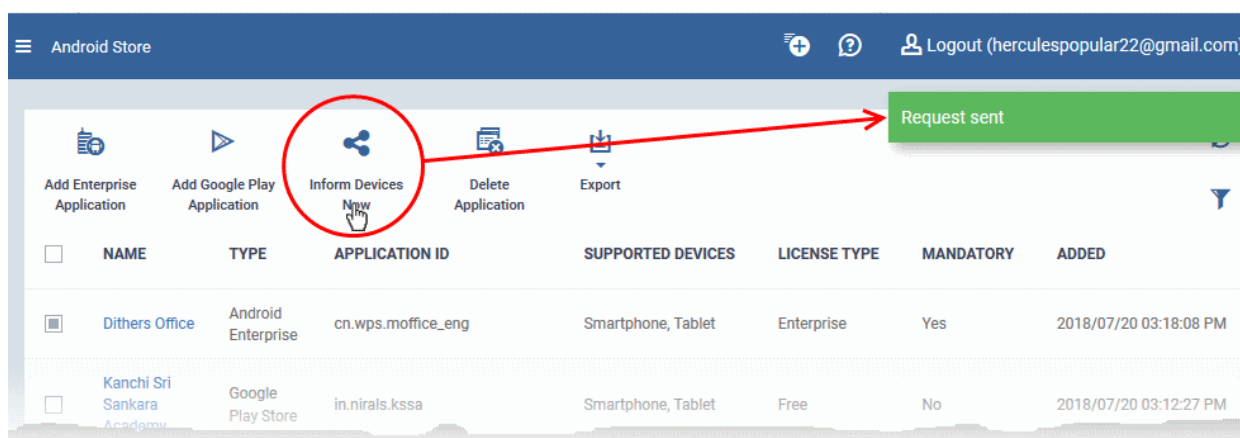 Android Store
Logout (herculespopular22@gmail.com)
Request sent
Add Enterprise
Application
Add Google Play
Application
Inform Devices
Now
Delete
Application
Export
NAME TYPE APPLICATION ID SUPPORTED DEVICES LICENSE TYPE MANDATORY ADDED
Dithers Office Android Enterprise cn.wps.moffice_eng Smartphone, Tablet Enterprise Yes 2018/07/20 03:18:08 PM
Kanchi Sri
Sankara
Academy
Google
Play Store
in.nirals.kssa Smartphone, Tablet Free No 2018/07/20 03:12:27 PM